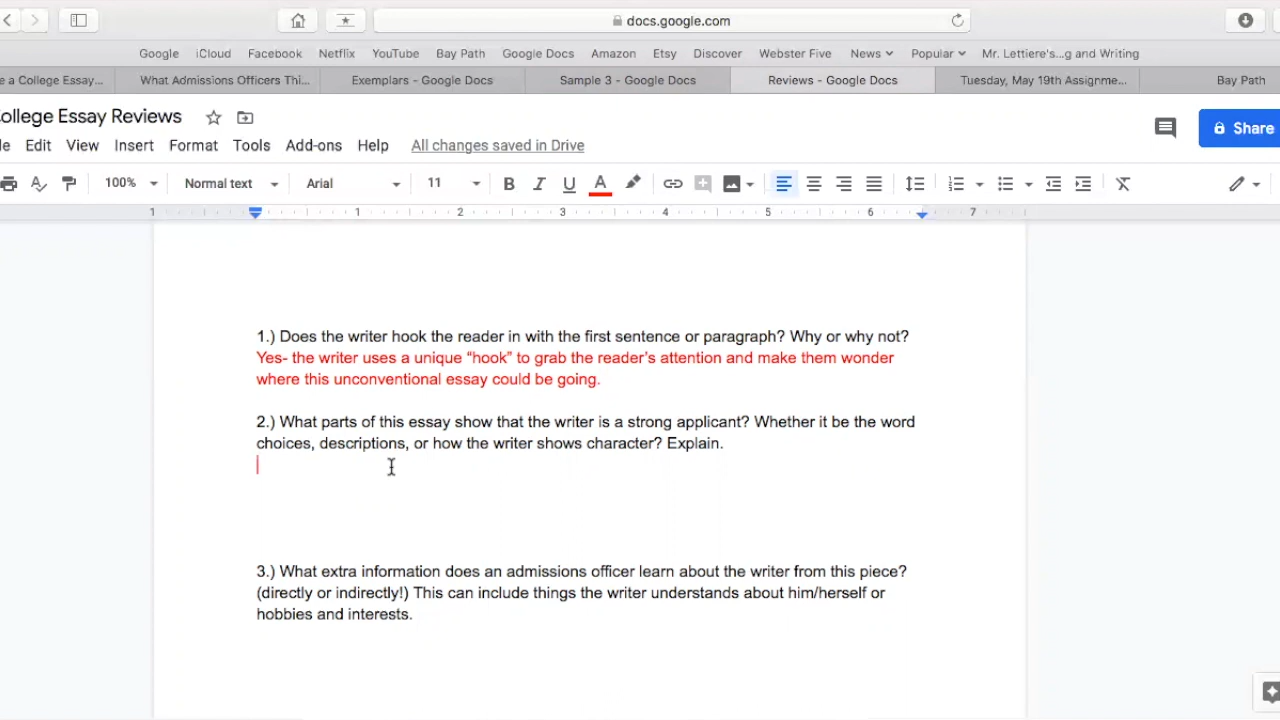 docs.google.com
Google iCloud Facebook Netflix YouTube Bay Path Google Docs Amazon Etsy Discover Webster Five News Popular Mr. Lettiere's...g and Writing
e a College Essay... What Admissions Officers Thi... Exemplars - Google Docs Sample 3 - Google Docs Reviews - Google Docs Tuesday, May 19th Assignme... Bay Path
ollege Essay Reviews
le Edit View Insert Format Tools Add-ons Help All changes saved in Drive
Share
100% Normal text Arial 11 B I U A
1 1 2 3 4 5 6 7
1.) Does the writer hook the reader in with the first sentence or paragraph? Why or why not?
Yes- the writer uses a unique “hook” to grab the reader’s attention and make them wonder
where this unconventional essay could be going.
2.) What parts of this essay show that the writer is a strong applicant? Whether it be the word
choices, descriptions, or how the writer shows character? Explain.
3.) What extra information does an admissions officer learn about the writer from this piece?
(directly or indirectly!) This can include things the writer understands about him/herself or
hobbies and interests.